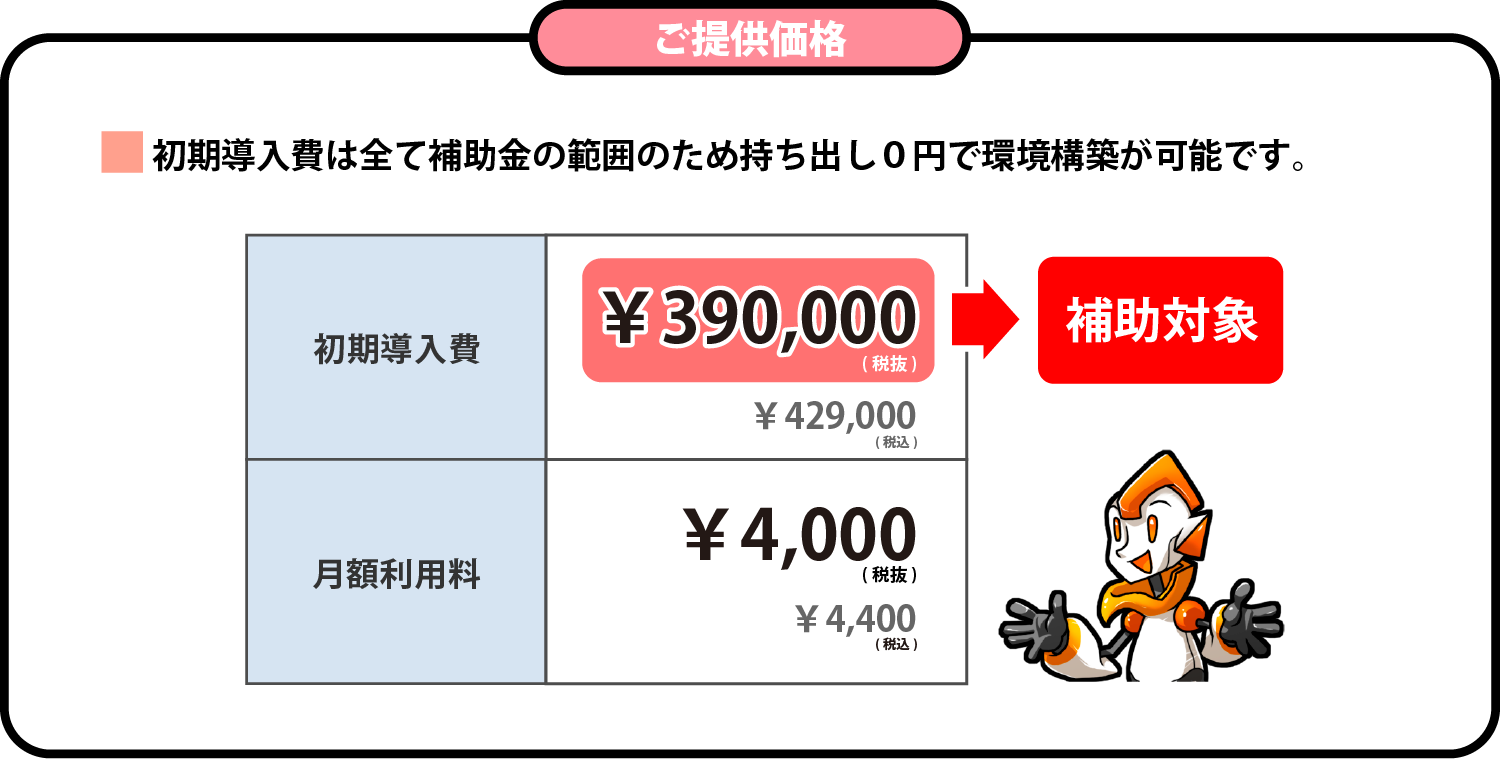 ご提供価格
初期導入費は全て補助金の範囲のため持ち出し０円で環境構築が可能です。
初期導入費
￥390,000
(税抜)
￥429,000
(税込)
補助対象
月額利用料
￥4,000
(税抜)
￥4,400
(税込)